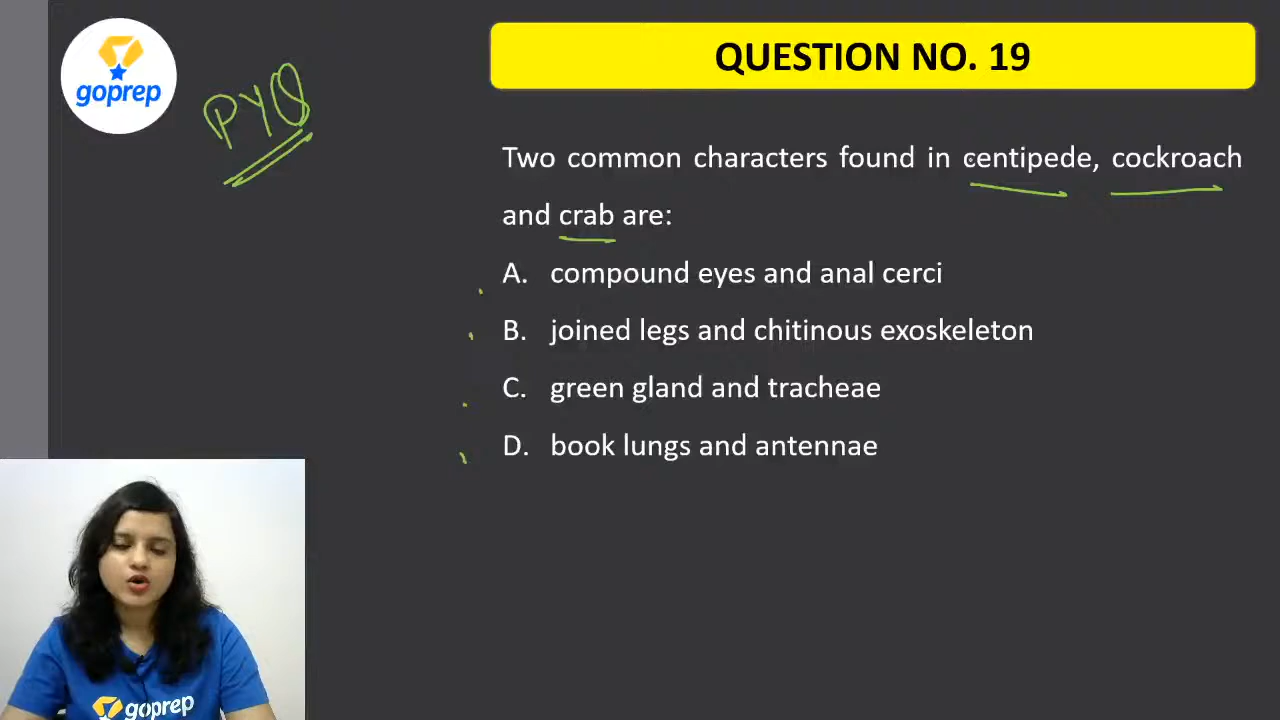 goprep
PYQ
QUESTION NO. 19
Two common characters found in centipede, cockroach
and crab are:
A. compound eyes and anal cerci
B. joined legs and chitinous exoskeleton
C. green gland and tracheae
D. book lungs and antennae
goprep